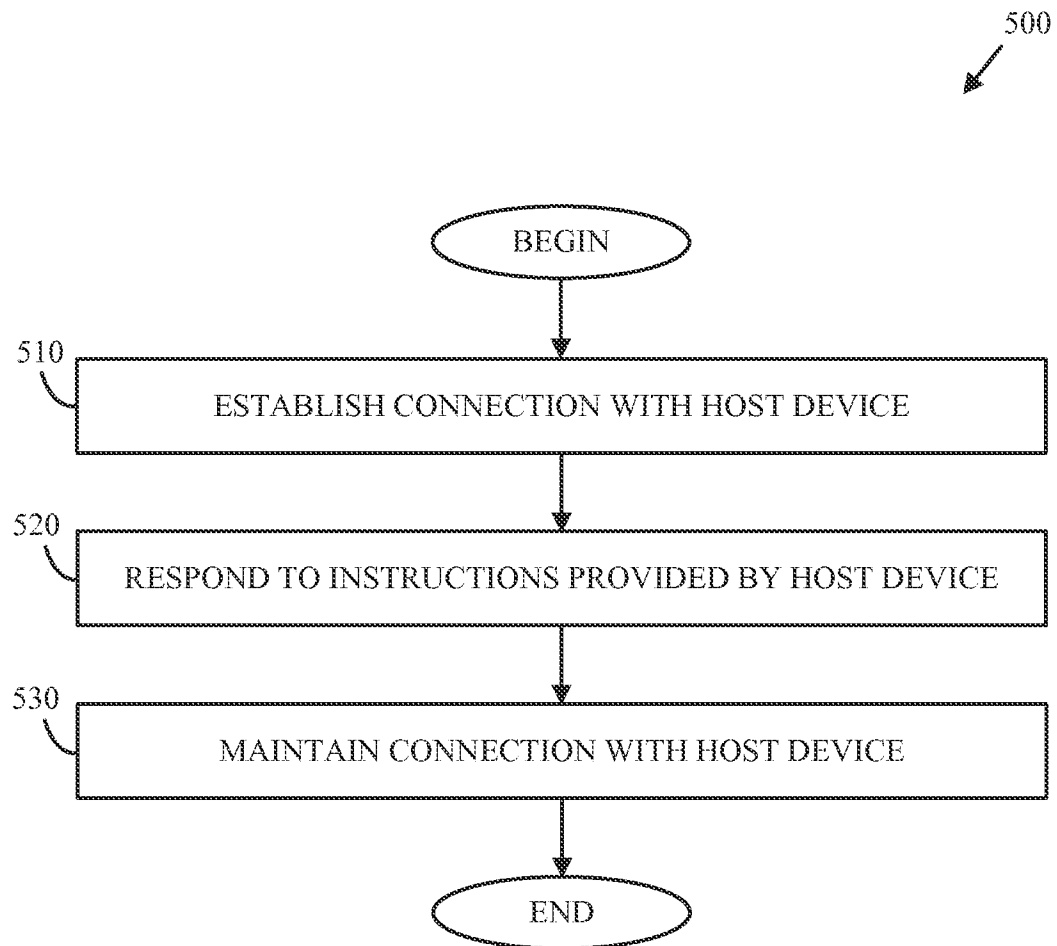 500
BEGIN
510
ESTABLISH CONNECTION WITH HOST DEVICE
520
RESPOND TO INSTRUCTIONS PROVIDED BY HOST DEVICE
530
MAINTAIN CONNECTION WITH HOST DEVICE
END